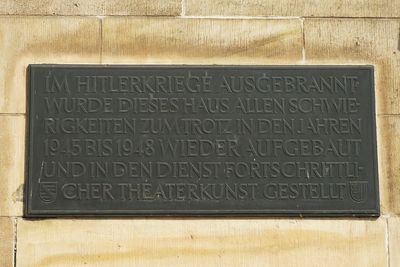 IM HITLERKRIEGE AUSGEBRANNT
WURDE DIESES HAUS ALLEN SCHWIE-
RIGKEITEN ZUM TROTZ IN DEN JAHREN
1945 BIS 1948 WIEDER AUFGEBAUT
UND IN DEN DIENST FORTSCHRITTLI-
CHER THEATERKUNST GESTELLT